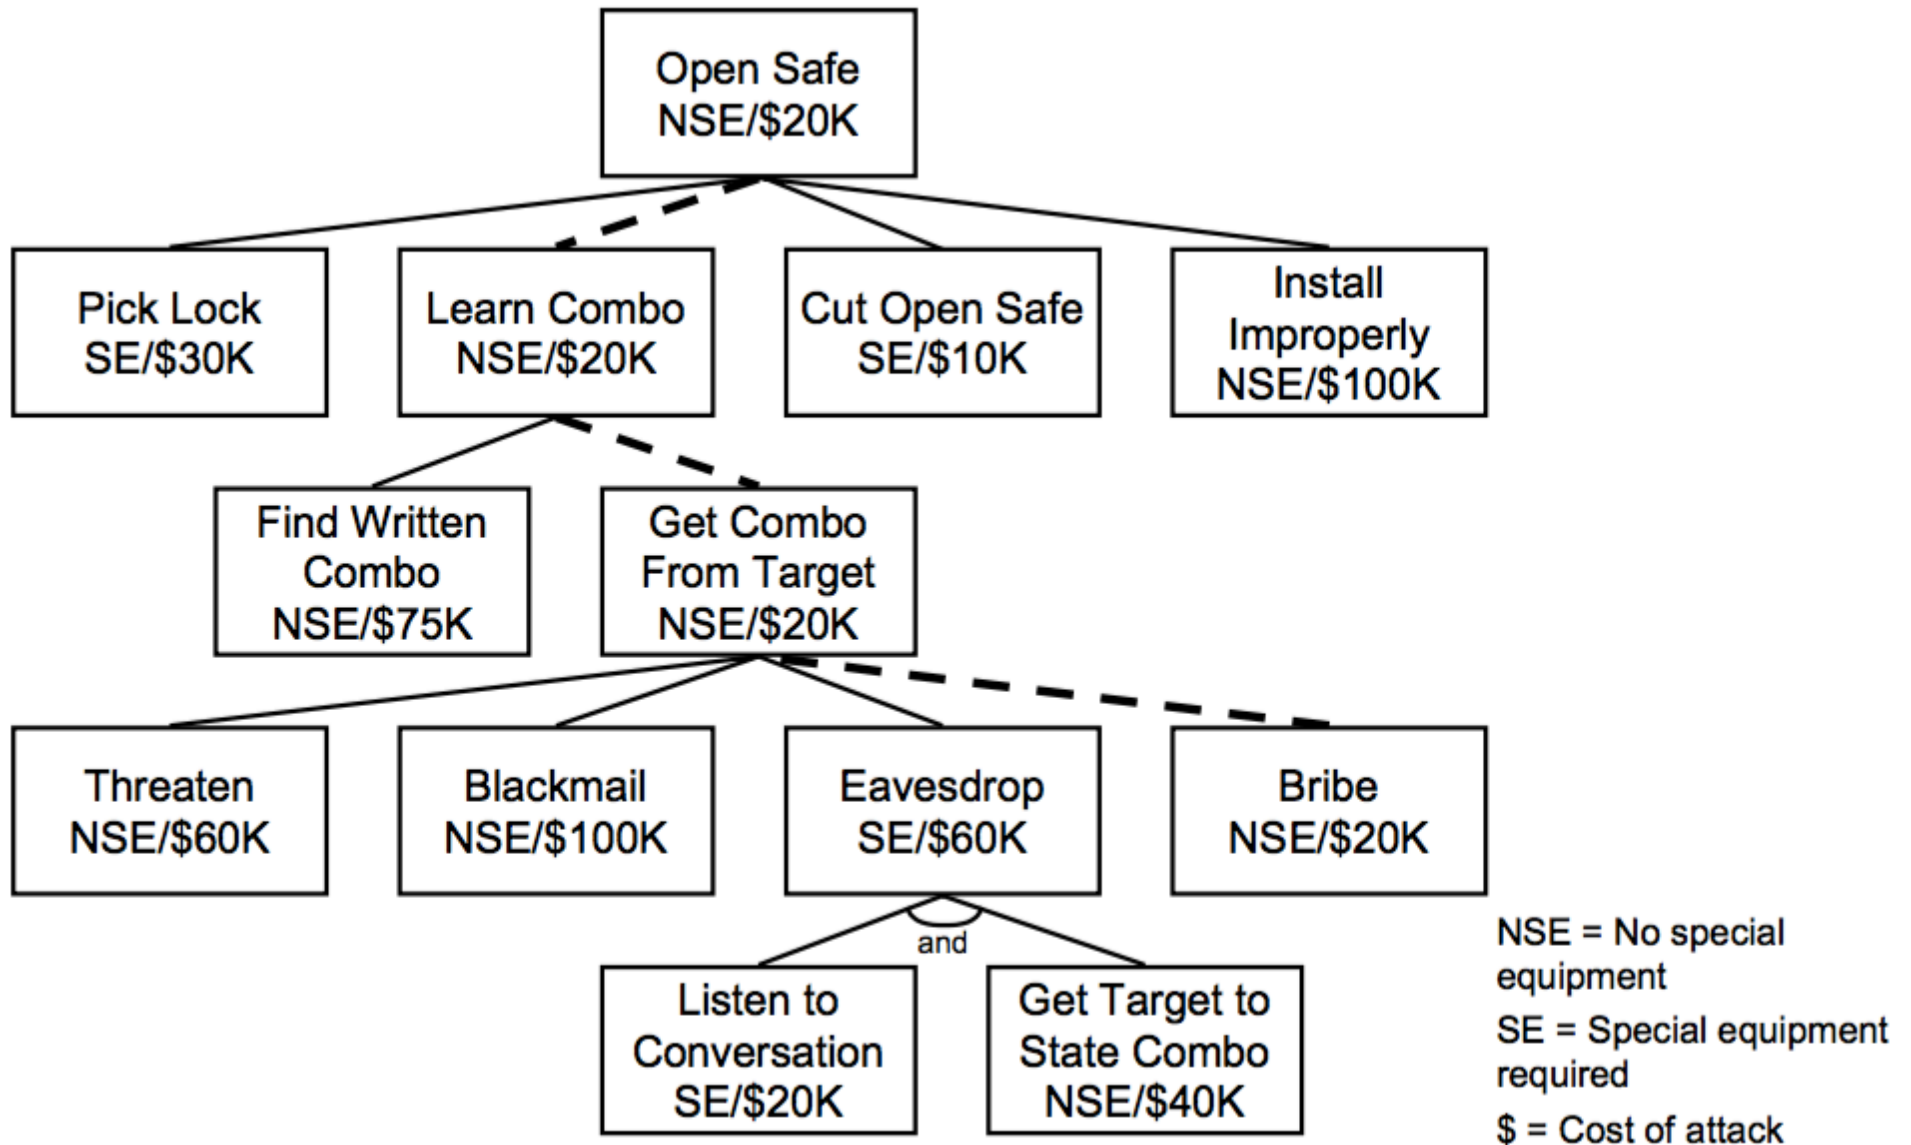 Open Safe
NSE/$20K
Pick Lock
SE/$30K
Learn Combo
NSE/$20K
Cut Open Safe
SE/$10K
Install
Improperly
NSE/$100K
Find Written
Combo
NSE/$75K
Get Combo
From Target
NSE/$20K
Threaten
NSE/$60K
Blackmail
NSE/$100K
Eavesdrop
SE/$60K
Bribe
NSE/$20K
and
Listen to
Conversation
SE/$20K
Get Target to
State Combo
NSE/$40K
NSE = No special
equipment
SE = Special equipment
required
$ = Cost of attack